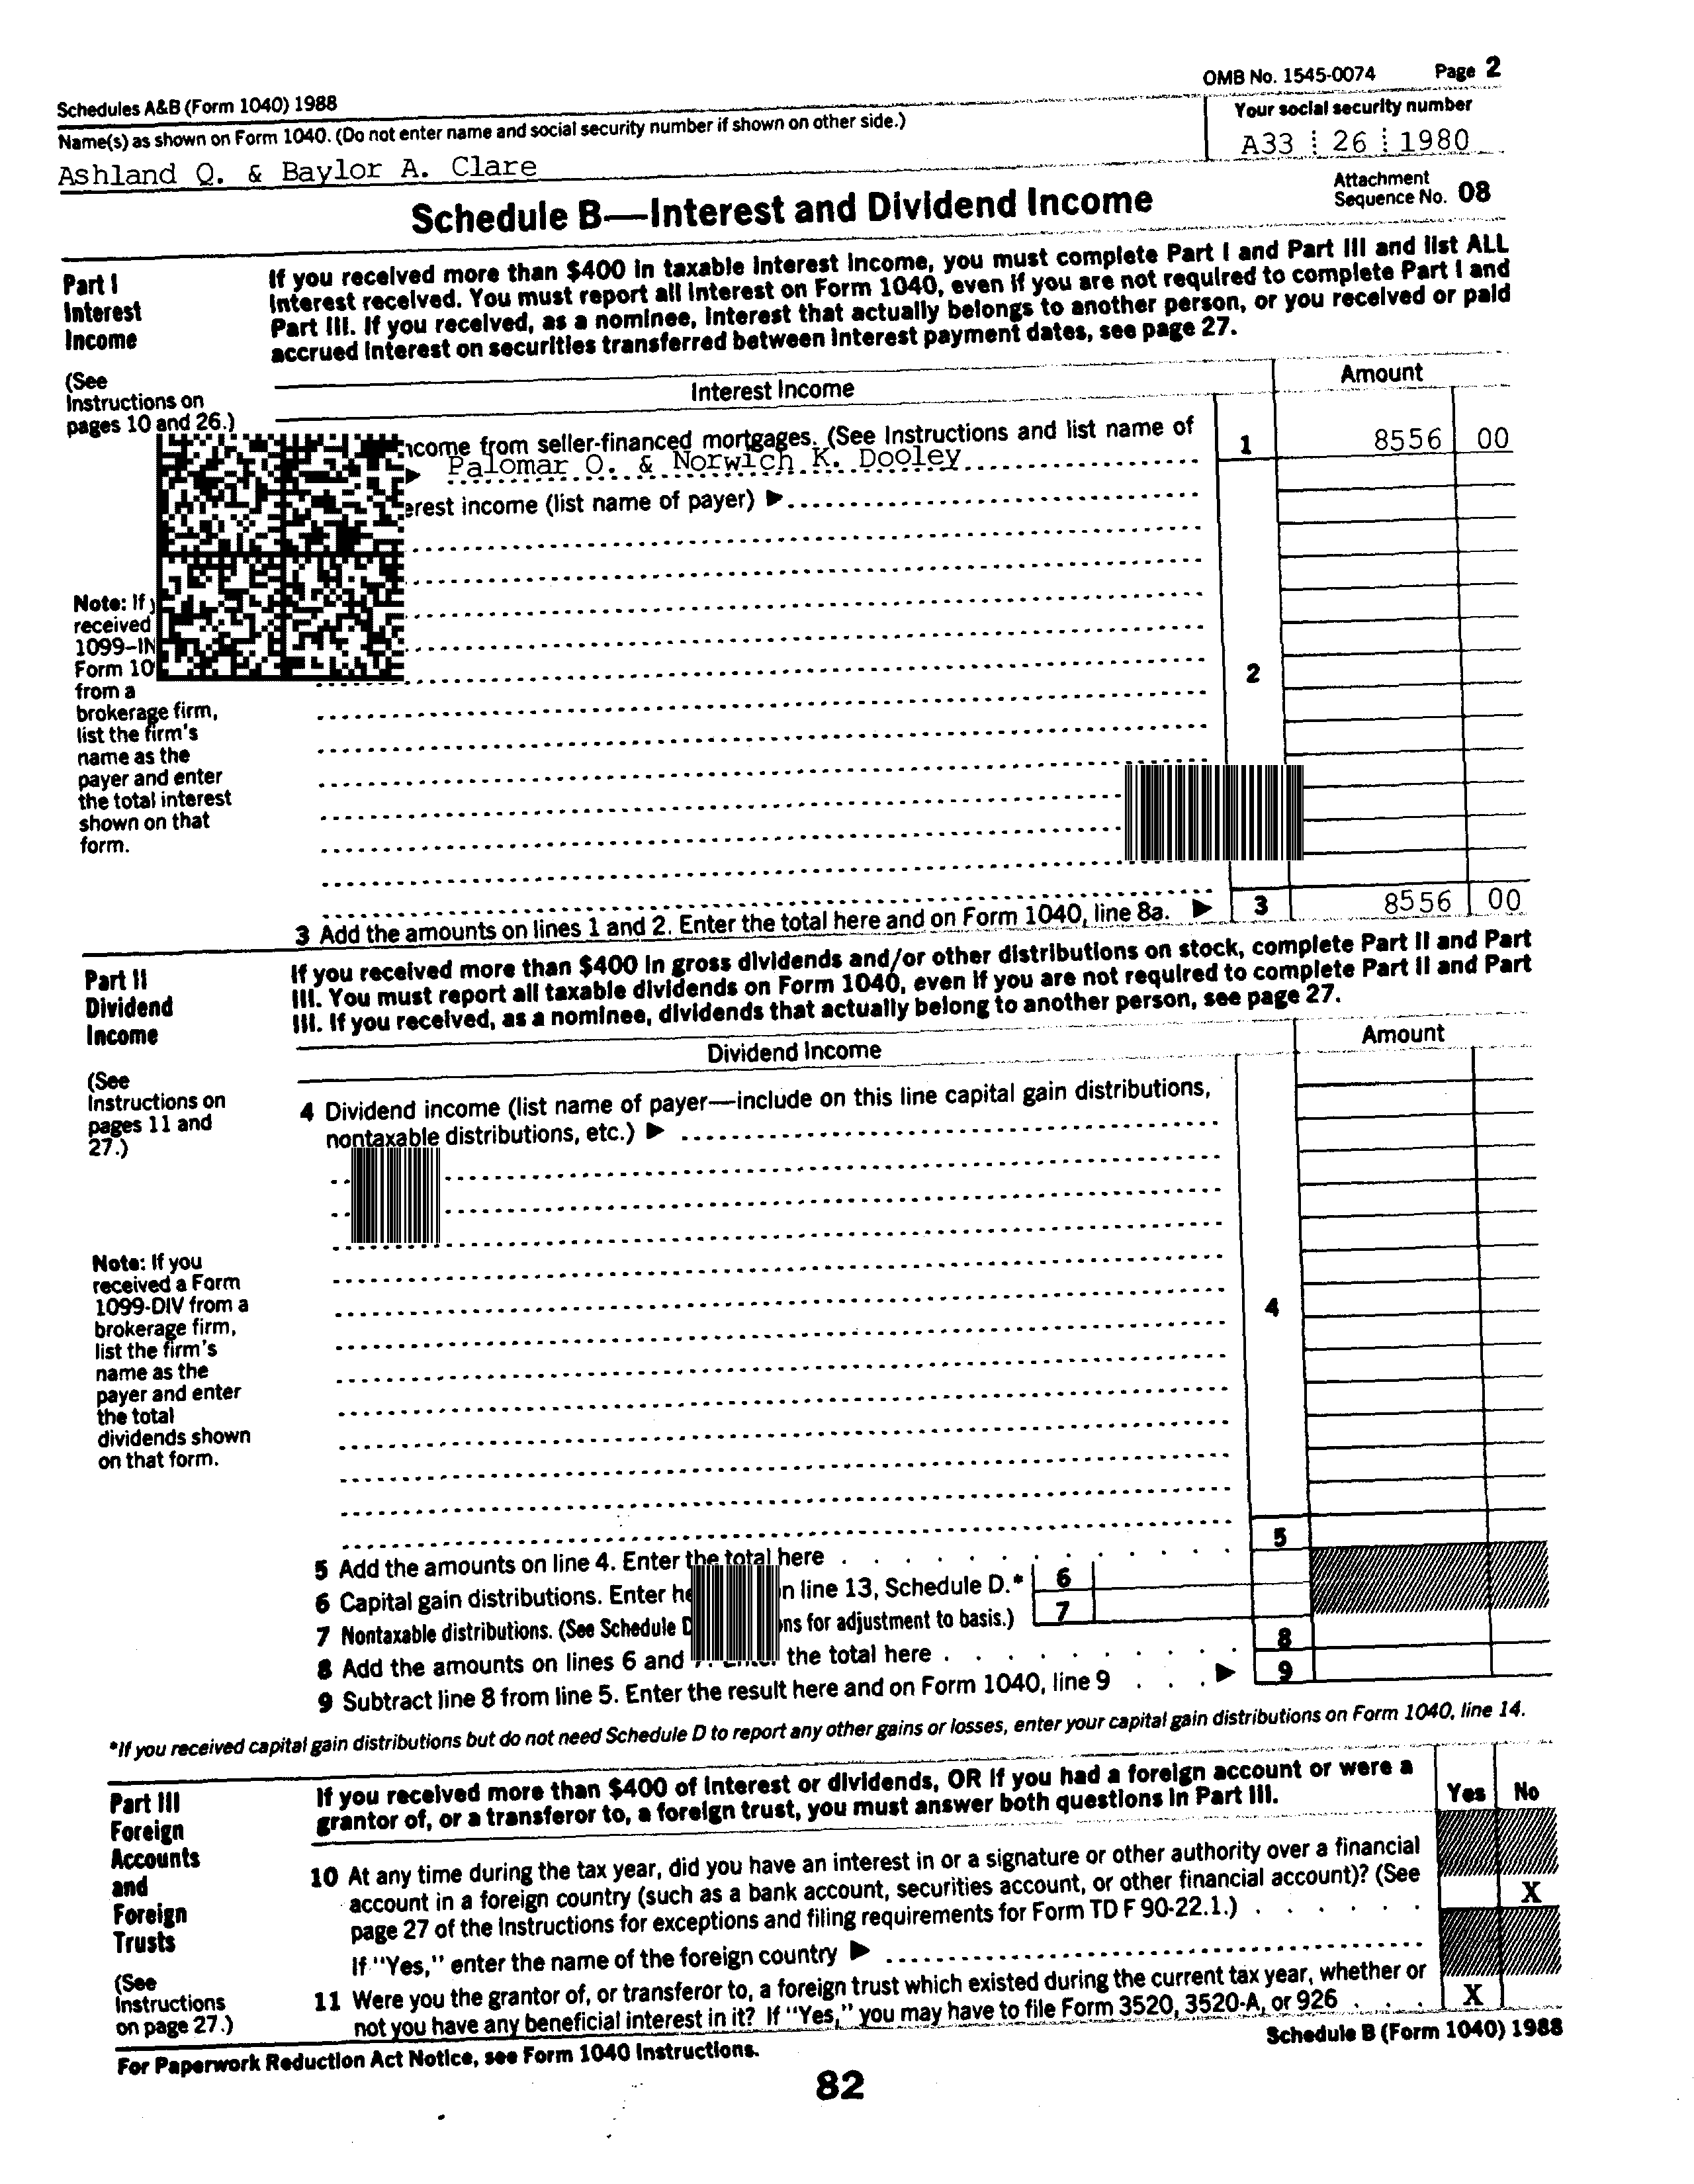 OMB No. 1545-0074 Page 2
Schedules A&B (Form 1040) 1988
Your social security number
Name(s) as shown on Form 1040. (Do not enter name and social security number if shown on other side.)
A33 26 1980
Ashland Q. & Baylor A. Clare
Attachment
Sequence No. 08
Schedule B—Interest and Dividend Income
Part I
Interest
Income
If you received more than $400 in taxable interest income, you must complete Part I and Part III and list ALL
interest received. You must report all interest on Form 1040, even if you are not required to complete Part I and
Part III. If you received, as a nominee, interest that actually belongs to another person, or you received or paid
accrued interest on securities transferred between interest payment dates, see page 27.
(See
Instructions on
pages 10 and 26.)
Interest Income
Amount
from seller-financed mortgages. (See Instructions and list name of
Palomar O. & Norwich K. Dooley
1 8556 00
income (list name of payer) ▶
Note: If
received
Form
from a
brokerage firm,
list the firm's
name as the
payer and enter
the total interest
shown on that
form.
2
3 Add the amounts on lines 1 and 2. Enter the total here and on Form 1040, line 8a. ▶ 3 8556 00
Part II
Dividend
Income
If you received more than $400 in gross dividends and/or other distributions on stock, complete Part II and Part
III. You must report all taxable dividends on Form 1040, even if you are not required to complete Part II and Part
III. If you received, as a nominee, dividends that actually belong to another person, see page 27.
(See
Instructions on
pages 11 and
27.)
Dividend Income
Amount
4 Dividend income (list name of payer—include on this line capital gain distributions,
nontaxable distributions, etc.) ▶
Note: If you
received a Form
1099-DIV from a
brokerage firm,
list the firm's
name as the
payer and enter
the total
dividends shown
on that form.
4
5 Add the amounts on line 4. Enter the total here . . . 5
6 Capital gain distributions. Enter line 13, Schedule D.* 6
7 Nontaxable distributions. (See Schedule for adjustment to basis.) 7
8 Add the amounts on lines 6 and the total here . . . 8
9 Subtract line 8 from line 5. Enter the result here and on Form 1040, line 9 . . . ▶ 9
*If you received capital gain distributions but do not need Schedule D to report any other gains or losses, enter your capital gain distributions on Form 1040, line 14.
Part III
Foreign
Accounts
and
Foreign
Trusts
(See
Instructions
on page 27.)
If you received more than $400 of interest or dividends, OR if you had a foreign account or were a
grantor of, or a transferor to, a foreign trust, you must answer both questions in Part III.
Yes No
10 At any time during the tax year, did you have an interest in or a signature or other authority over a financial
account in a foreign country (such as a bank account, securities account, or other financial account)? (See
page 27 of the Instructions for exceptions and filing requirements for Form TD F 90-22.1.) . . . X
If "Yes," enter the name of the foreign country ▶
11 Were you the grantor of, or transferor to, a foreign trust which existed during the current tax year, whether or
not you have any beneficial interest in it? If "Yes," you may have to file Form 3520, 3520-A, or 926 . . . X
For Paperwork Reduction Act Notice, see Form 1040 Instructions.
Schedule B (Form 1040) 1988
82